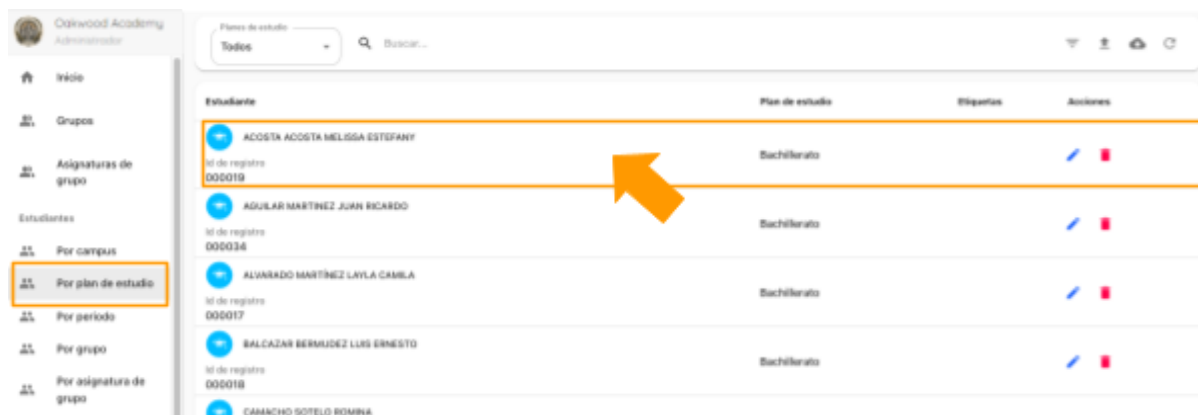 Oakwood Academy
Administrador
Inicio
Grupos
Asignaturas de
grupo
Estudiantes
Por campus
Por plan de estudio
Por periodo
Por grupo
Por asignatura de
grupo
Planes de estudio
Todos
Buscar...
Estudiante Plan de estudio Etiquetas Acciones
ACOSTA ACOSTA MELISSA ESTEFANY
Id de registro
000019
Bachillerato
AGUILAR MARTINEZ JUAN RICARDO
Id de registro
000034
Bachillerato
ALVARADO MARTÍNEZ LAYLA CAMILA
Id de registro
000017
Bachillerato
BALCAZAR BERMUDEZ LUIS ERNESTO
Id de registro
000018
Bachillerato
CAMACHO SOTELO ROMINA